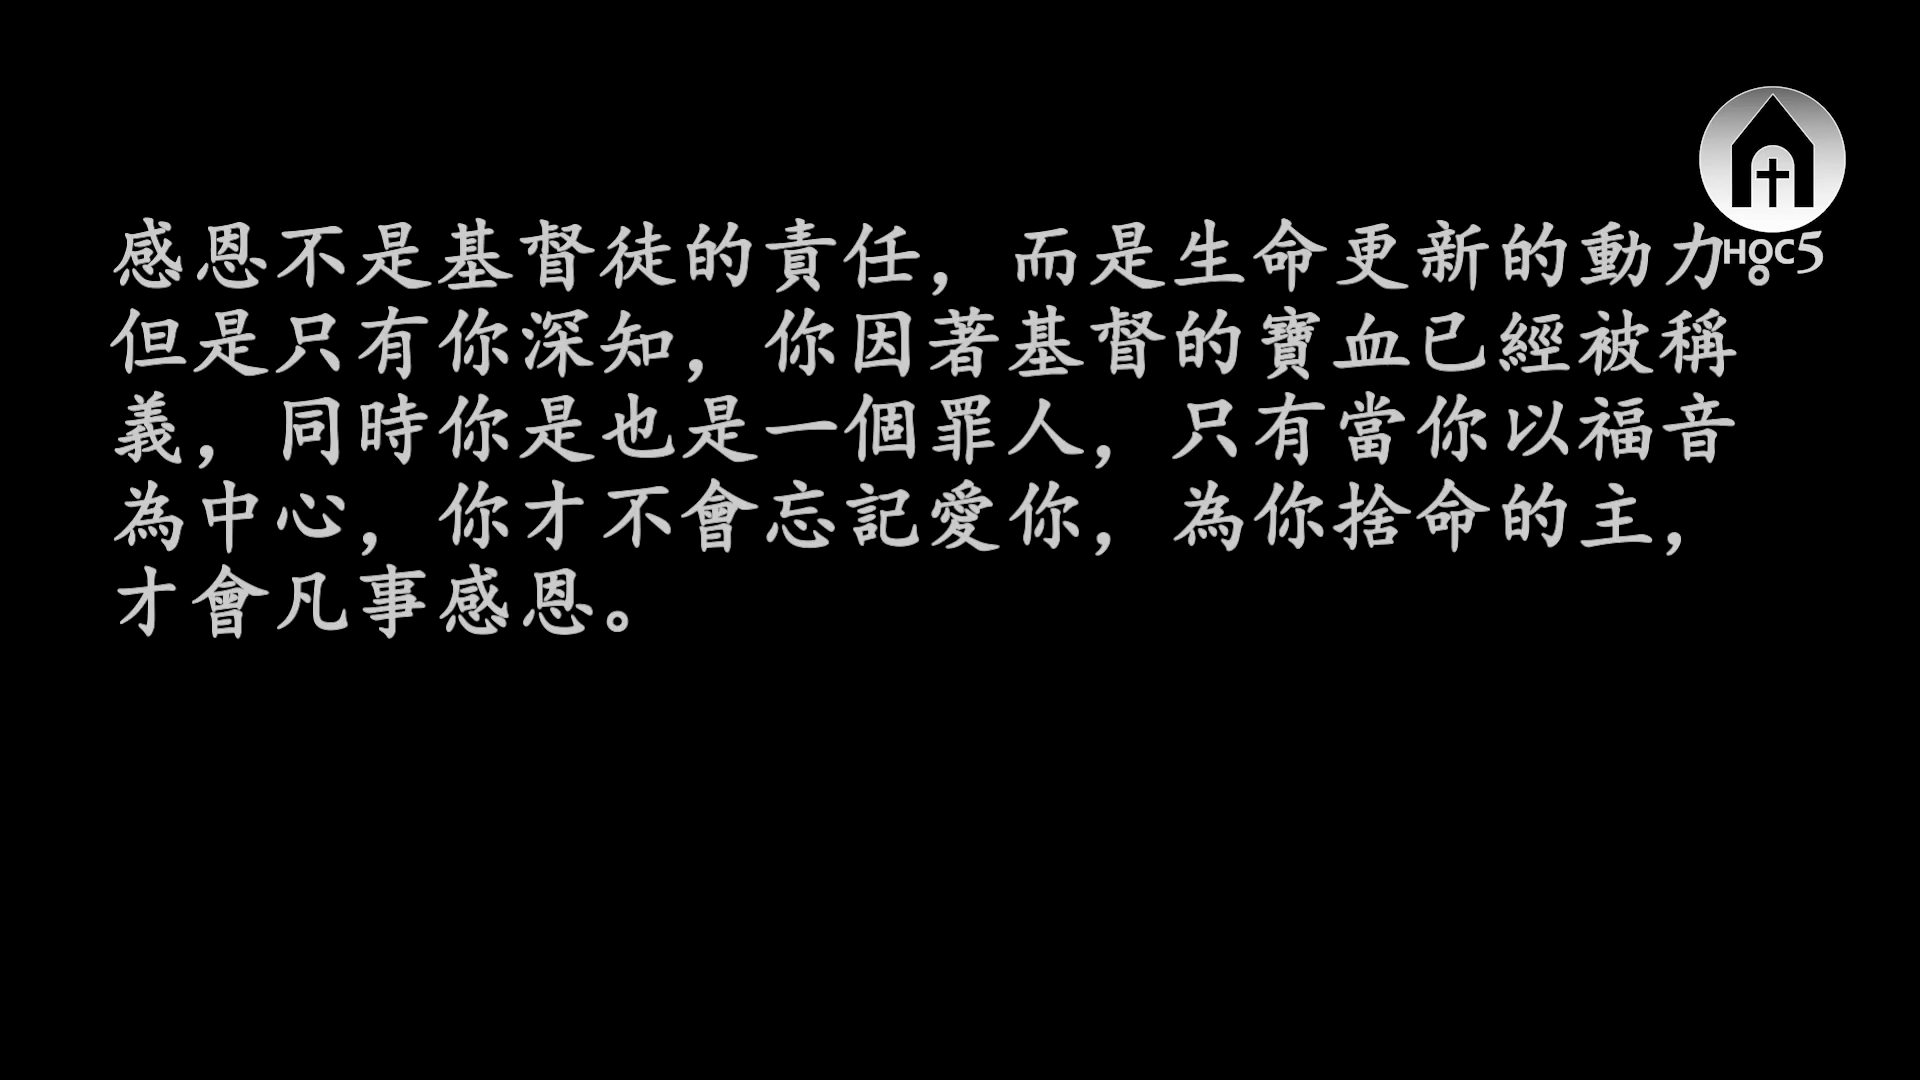 感恩不是基督徒的責任，而是生命更新的動力。
但是只有你深知，你因著基督的寶血已經被稱
義，同時你是也是一個罪人，只有當你以福音
為中心，你才不會忘記愛你，為你捨命的主，
才會凡事感恩。
HOC5